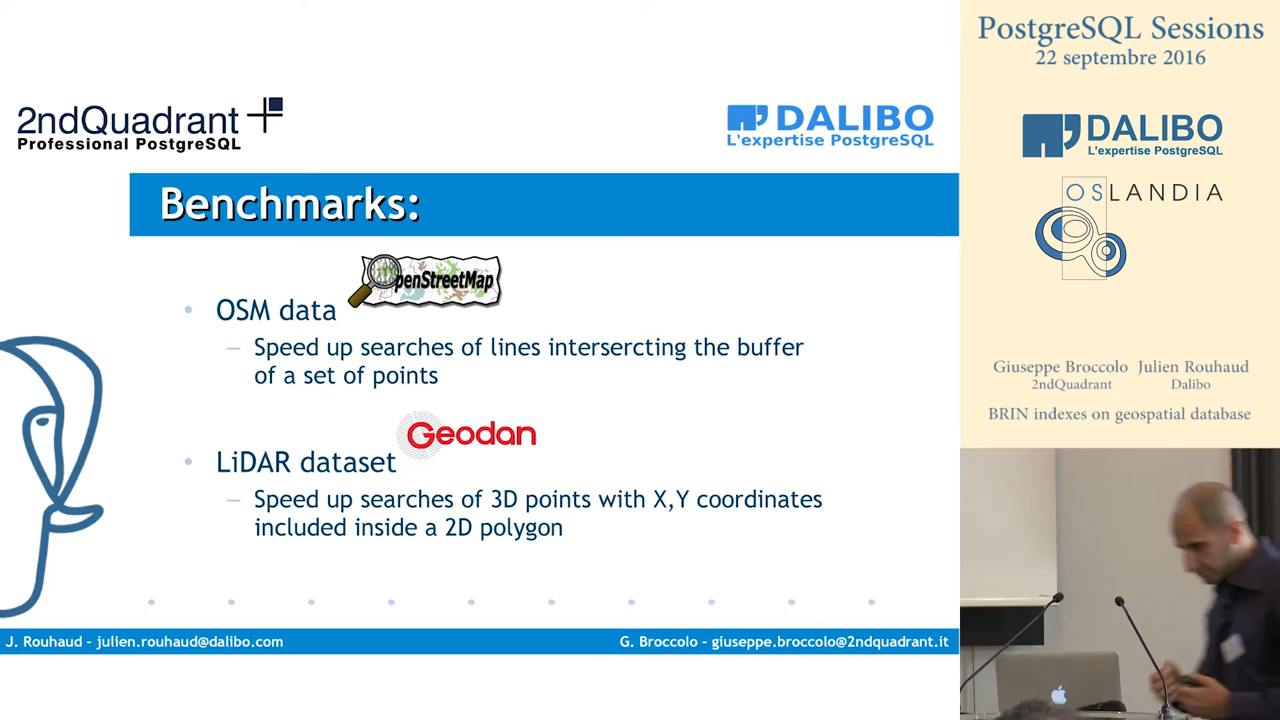 2ndQuadrant
Professional PostgreSQL
DALIBO
L'expertise PostgreSQL
Benchmarks:
penStreetMap
• OSM data
– Speed up searches of lines intersercting the buffer
of a set of points
Geodan
• LiDAR dataset
– Speed up searches of 3D points with X,Y coordinates
included inside a 2D polygon
J. Rouhaud – julien.rouhaud@dalibo.com
G. Broccolo – giuseppe.broccolo@2ndquadrant.it
PostgreSQL Sessions
22 septembre 2016
DALIBO
L'expertise PostgreSQL
OSLANDIA
Giuseppe Broccolo Julien Rouhaud
2ndQuadrant Dalibo
BRIN indexes on geospatial database